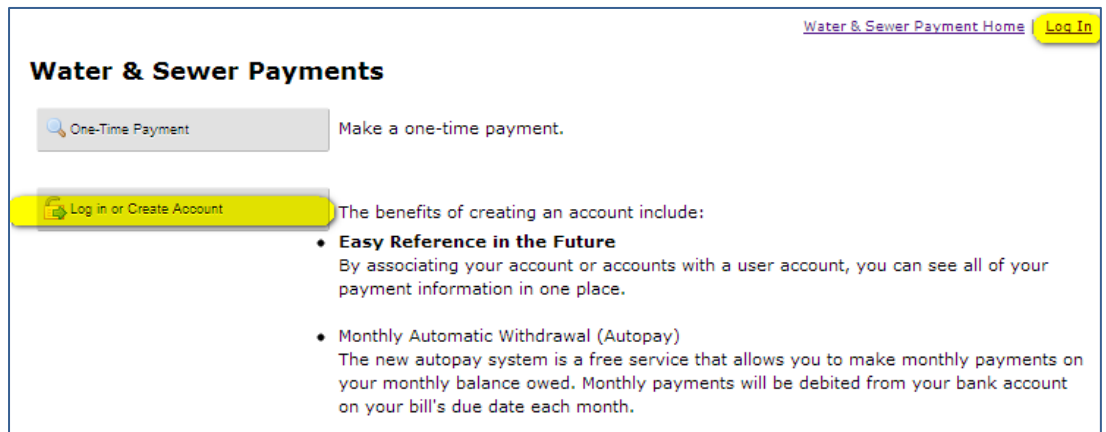 Water & Sewer Payment Home | Log In
Water & Sewer Payments
One-Time Payment
Make a one-time payment.
Log in or Create Account
The benefits of creating an account include:
• Easy Reference in the Future
By associating your account or accounts with a user account, you can see all of your
payment information in one place.
• Monthly Automatic Withdrawal (Autopay)
The new autopay system is a free service that allows you to make monthly payments on
your monthly balance owed. Monthly payments will be debited from your bank account
on your bill's due date each month.